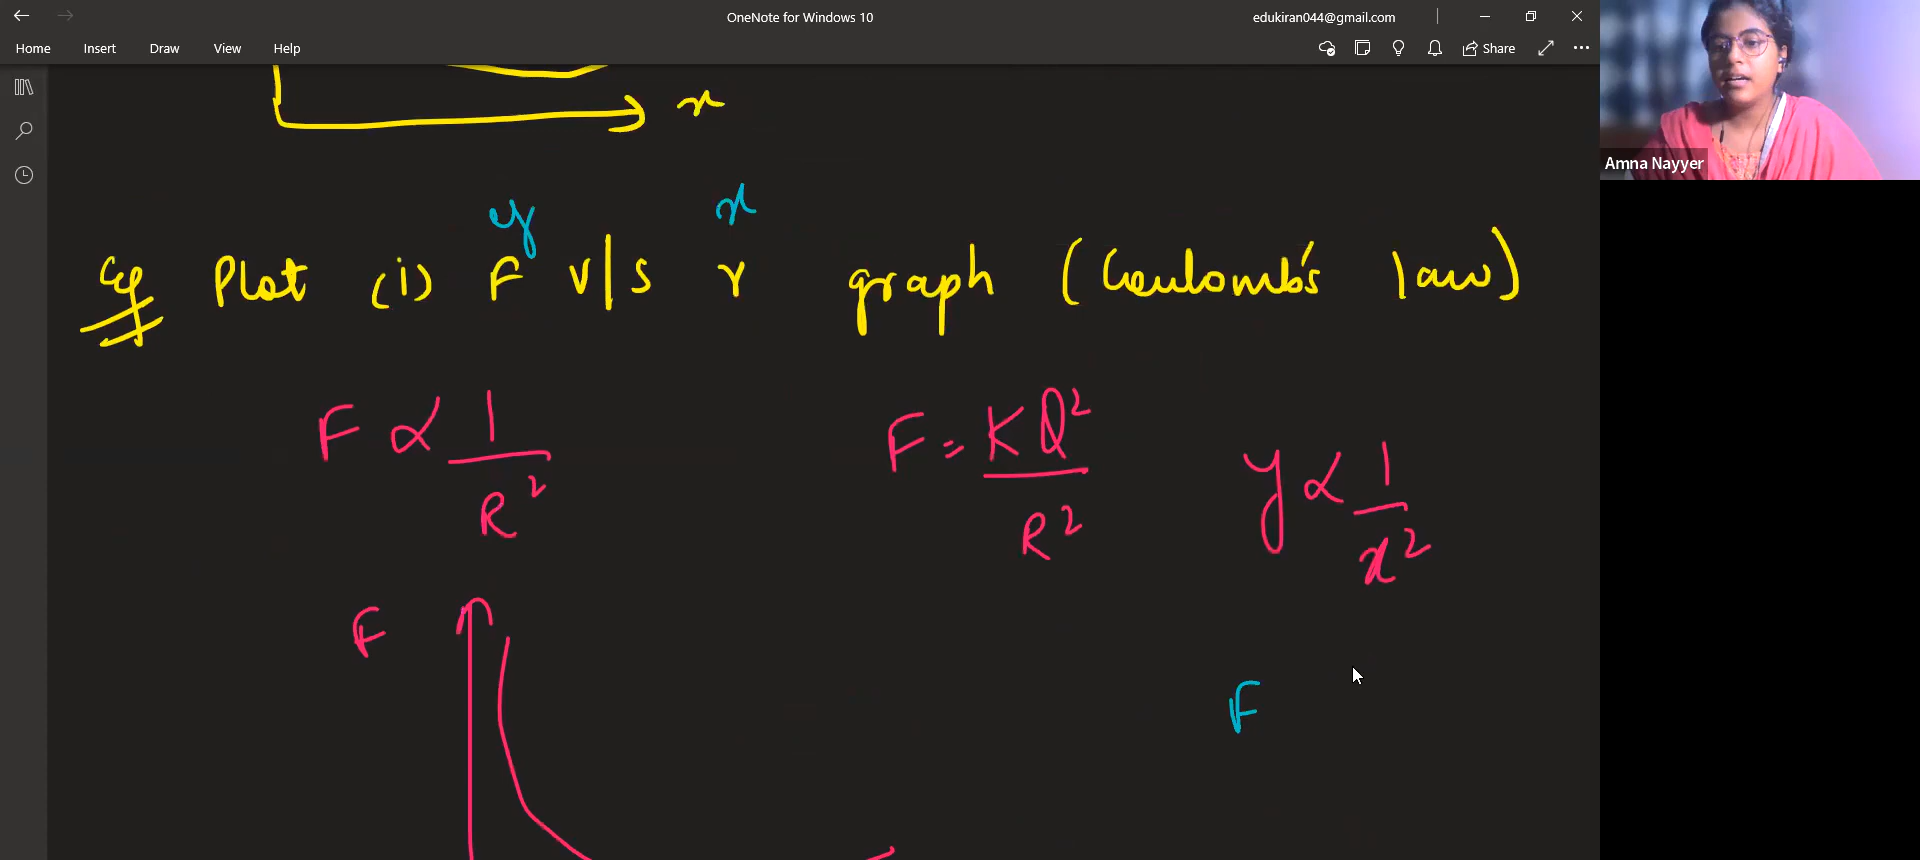 OneNote for Windows 10
edukiran044@gmail.com
Home Insert Draw View Help
Share
Amna Nayyer
x
y x
eg Plot (i) F v|s r graph (Coulomb's law)
F ∝ 1/R² F = KQ²/R² y ∝ 1/x²
F
F